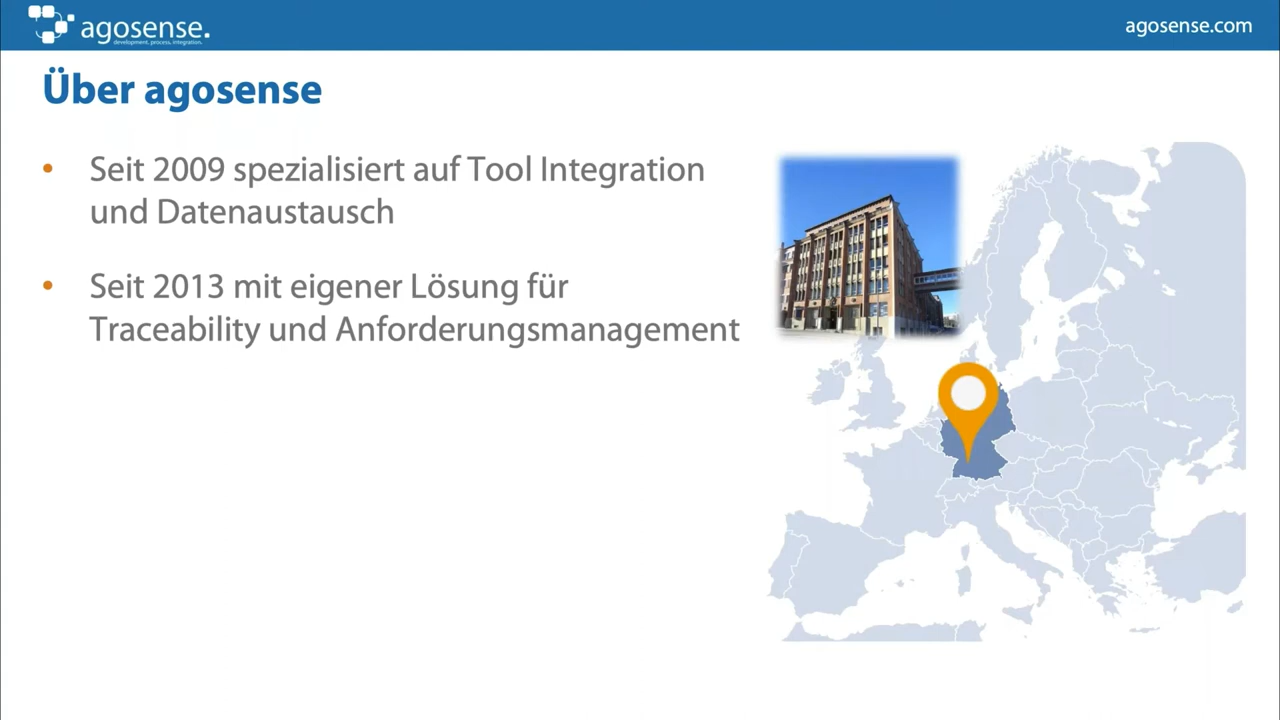 agosense.
development. process. integration.
agosense.com
Über agosense
• Seit 2009 spezialisiert auf Tool Integration
und Datenaustausch
• Seit 2013 mit eigener Lösung für
Traceability und Anforderungsmanagement